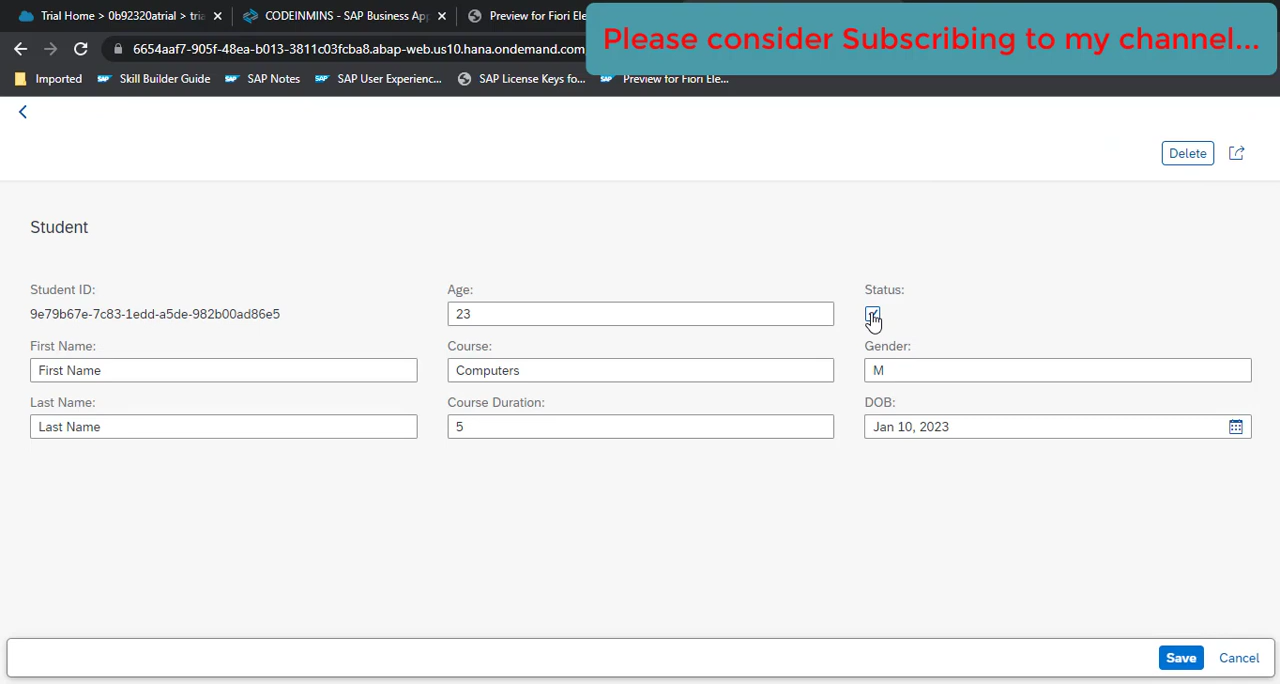 Trial Home > 0b92320atrial > tria
CODEINMINS - SAP Business Ap
Preview for Fiori Ele
Please consider Subscribing to my channel...
6654aaf7-905f-48ea-b013-3811c03fcba8.abap-web.us10.hana.ondemand.com
Imported
Skill Builder Guide
SAP Notes
SAP User Experienc...
SAP License Keys fo...
Preview for Fiori Ele...
Delete
Student
Student ID:
9e79b67e-7c83-1edd-a5de-982b00ad86e5
Age:
23
Status:
First Name:
First Name
Course:
Computers
Gender:
M
Last Name:
Last Name
Course Duration:
5
DOB:
Jan 10, 2023
Save
Cancel